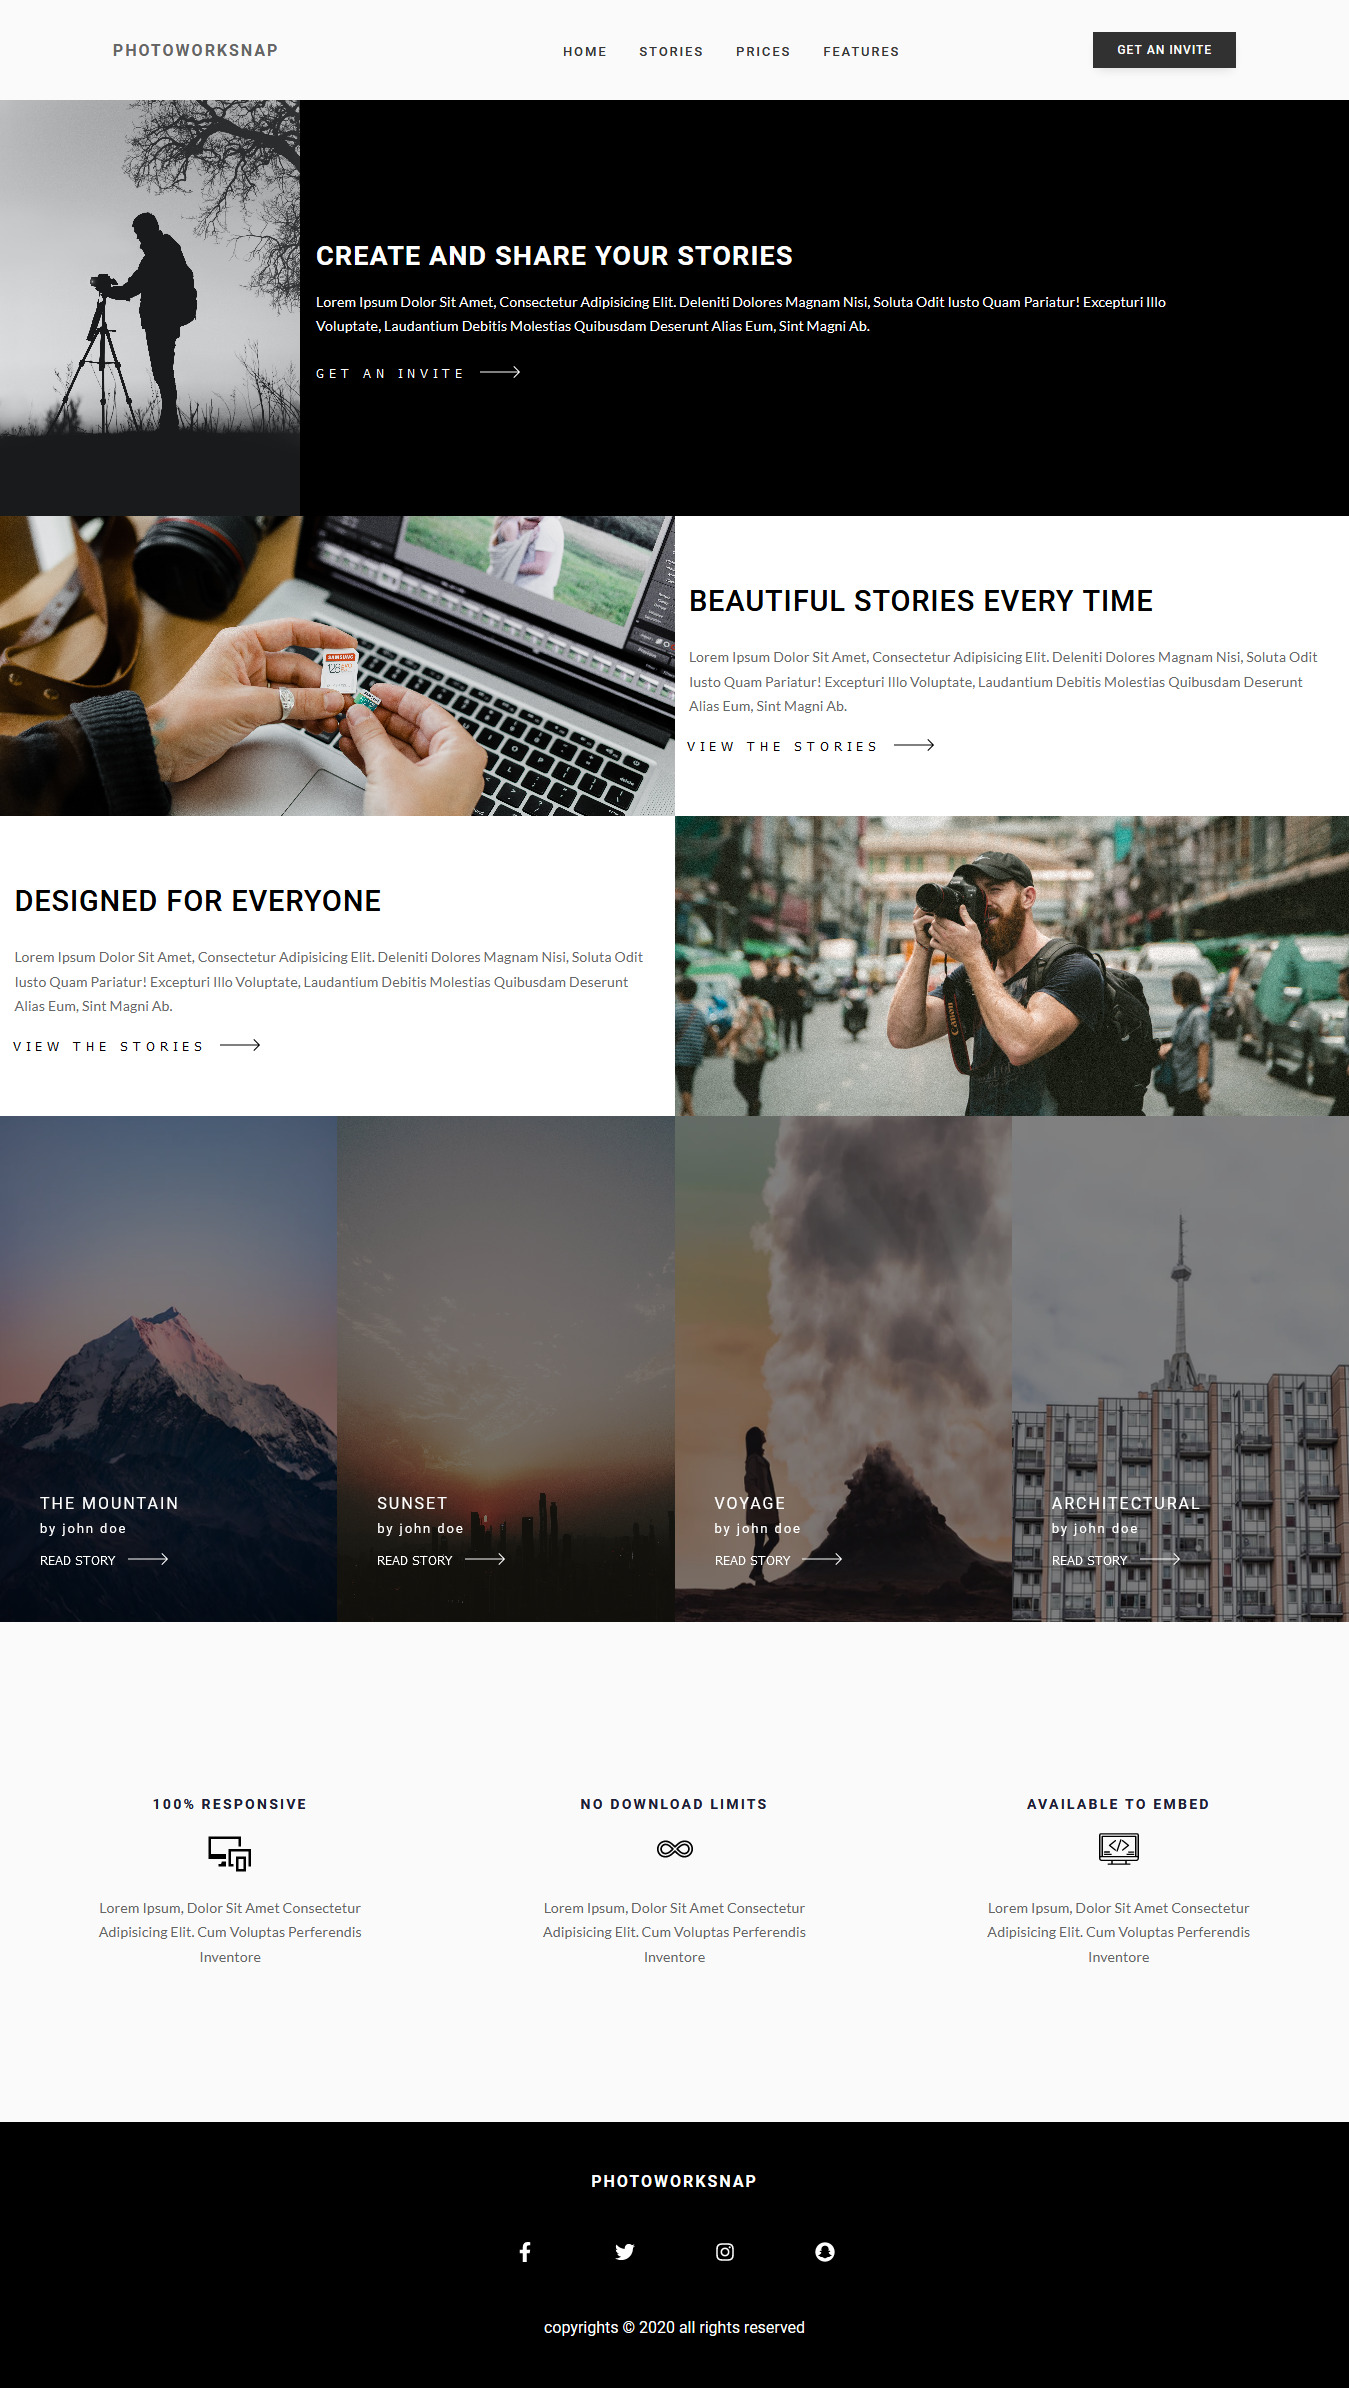 PHOTOWORKSNAP
HOME STORIES PRICES FEATURES
GET AN INVITE
CREATE AND SHARE YOUR STORIES
Lorem Ipsum Dolor Sit Amet, Consectetur Adipisicing Elit. Deleniti Dolores Magnam Nisi, Soluta Odit Iusto Quam Pariatur! Excepturi Illo
Voluptate, Laudantium Debitis Molestias Quibusdam Deserunt Alias Eum, Sint Magni Ab.
GET AN INVITE
SAMSUNG
128
BEAUTIFUL STORIES EVERY TIME
Lorem Ipsum Dolor Sit Amet, Consectetur Adipisicing Elit. Deleniti Dolores Magnam Nisi, Soluta Odit
Iusto Quam Pariatur! Excepturi Illo Voluptate, Laudantium Debitis Molestias Quibusdam Deserunt
Alias Eum, Sint Magni Ab.
VIEW THE STORIES
DESIGNED FOR EVERYONE
Lorem Ipsum Dolor Sit Amet, Consectetur Adipisicing Elit. Deleniti Dolores Magnam Nisi, Soluta Odit
Iusto Quam Pariatur! Excepturi Illo Voluptate, Laudantium Debitis Molestias Quibusdam Deserunt
Alias Eum, Sint Magni Ab.
VIEW THE STORIES
Canon
THE MOUNTAIN
by john doe
READ STORY
SUNSET
by john doe
READ STORY
VOYAGE
by john doe
READ STORY
ARCHITECTURAL
by john doe
READ STORY
100% RESPONSIVE
Lorem Ipsum, Dolor Sit Amet Consectetur
Adipisicing Elit. Cum Voluptas Perferendis
Inventore
NO DOWNLOAD LIMITS
Lorem Ipsum, Dolor Sit Amet Consectetur
Adipisicing Elit. Cum Voluptas Perferendis
Inventore
AVAILABLE TO EMBED
Lorem Ipsum, Dolor Sit Amet Consectetur
Adipisicing Elit. Cum Voluptas Perferendis
Inventore
PHOTOWORKSNAP
copyrights © 2020 all rights reserved